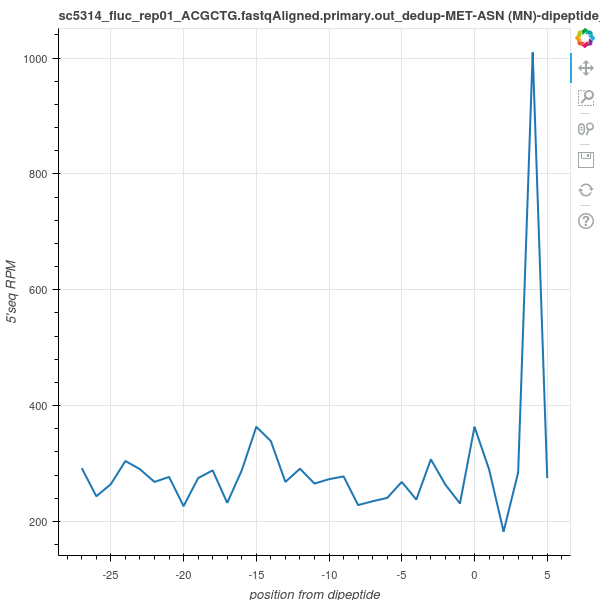 sc5314_fluc_rep01_ACGCTG.fastqAligned.primary.out_dedup-MET-ASN (MN)-dipeptide_
1000
800
600
400
200
5'seq RPM
-25 -20 -15 -10 -5 0 5
position from dipeptide